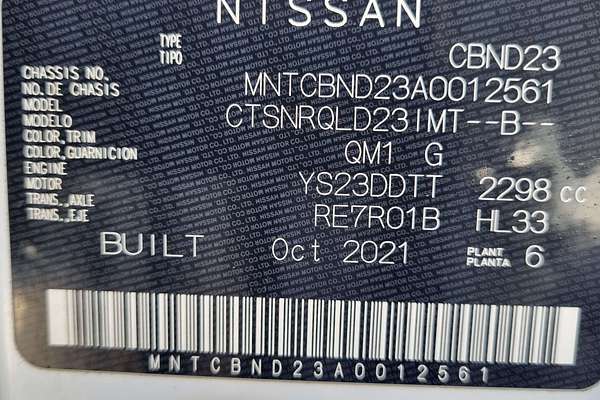 NISSAN
TYPE CBND23
TIPO
CHASSIS NO. MNTCBND23A0012561
NO. DE CHASIS
MODEL CTSNRQLD23IMT--B--
MODELO
COLOR, TRIM QM1 G
COLOR, GUARNICION
ENGINE YS23DDTT 2298 CC
MOTOR
TRANS., AXLE RE7R01B HL33
TRANS., EJE
BUILT Oct 2021 PLANT 6
PLANTA
MNTCBND23A0012561